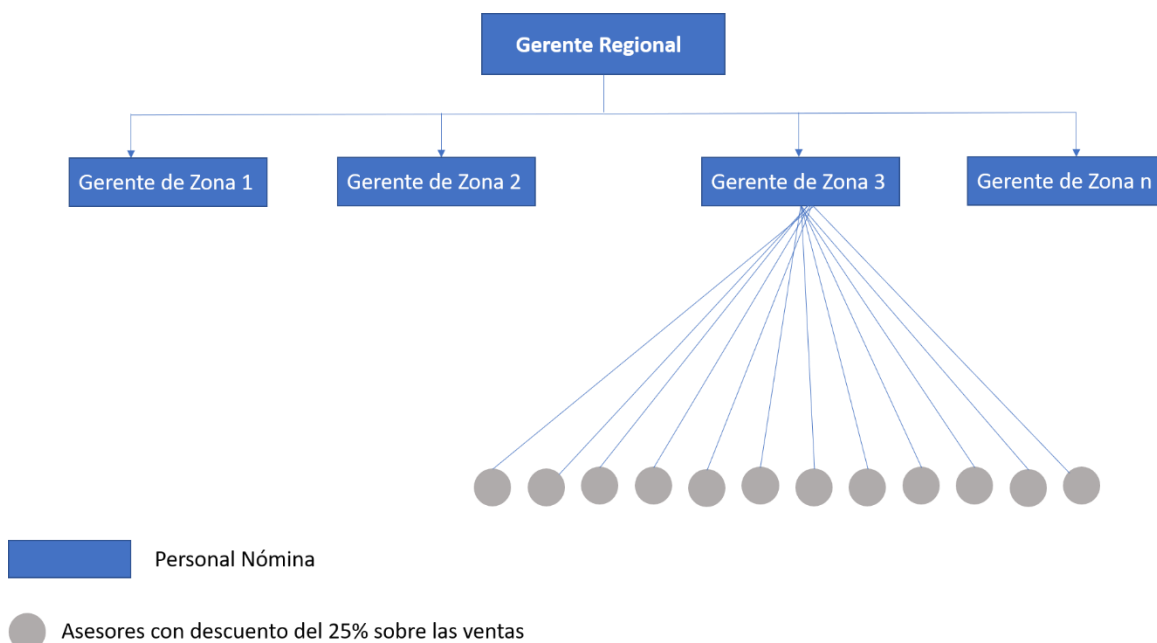 Gerente Regional
Gerente de Zona 1
Gerente de Zona 2
Gerente de Zona 3
Gerente de Zona n
Personal Nómina
Asesores con descuento del 25% sobre las ventas